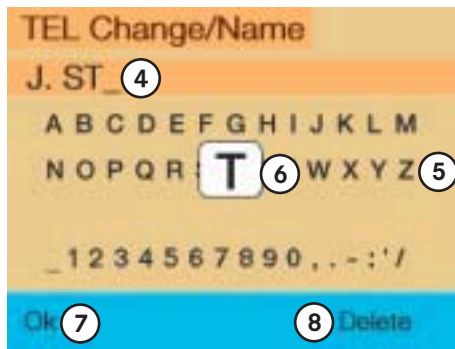 TEL Change/Name
J. ST_ 4
A B C D E F G H I J K L M
N O P Q R T 6 W X Y Z 5
_ 1 2 3 4 5 6 7 8 9 0 , . - : ' /
Ok 7 8 Delete